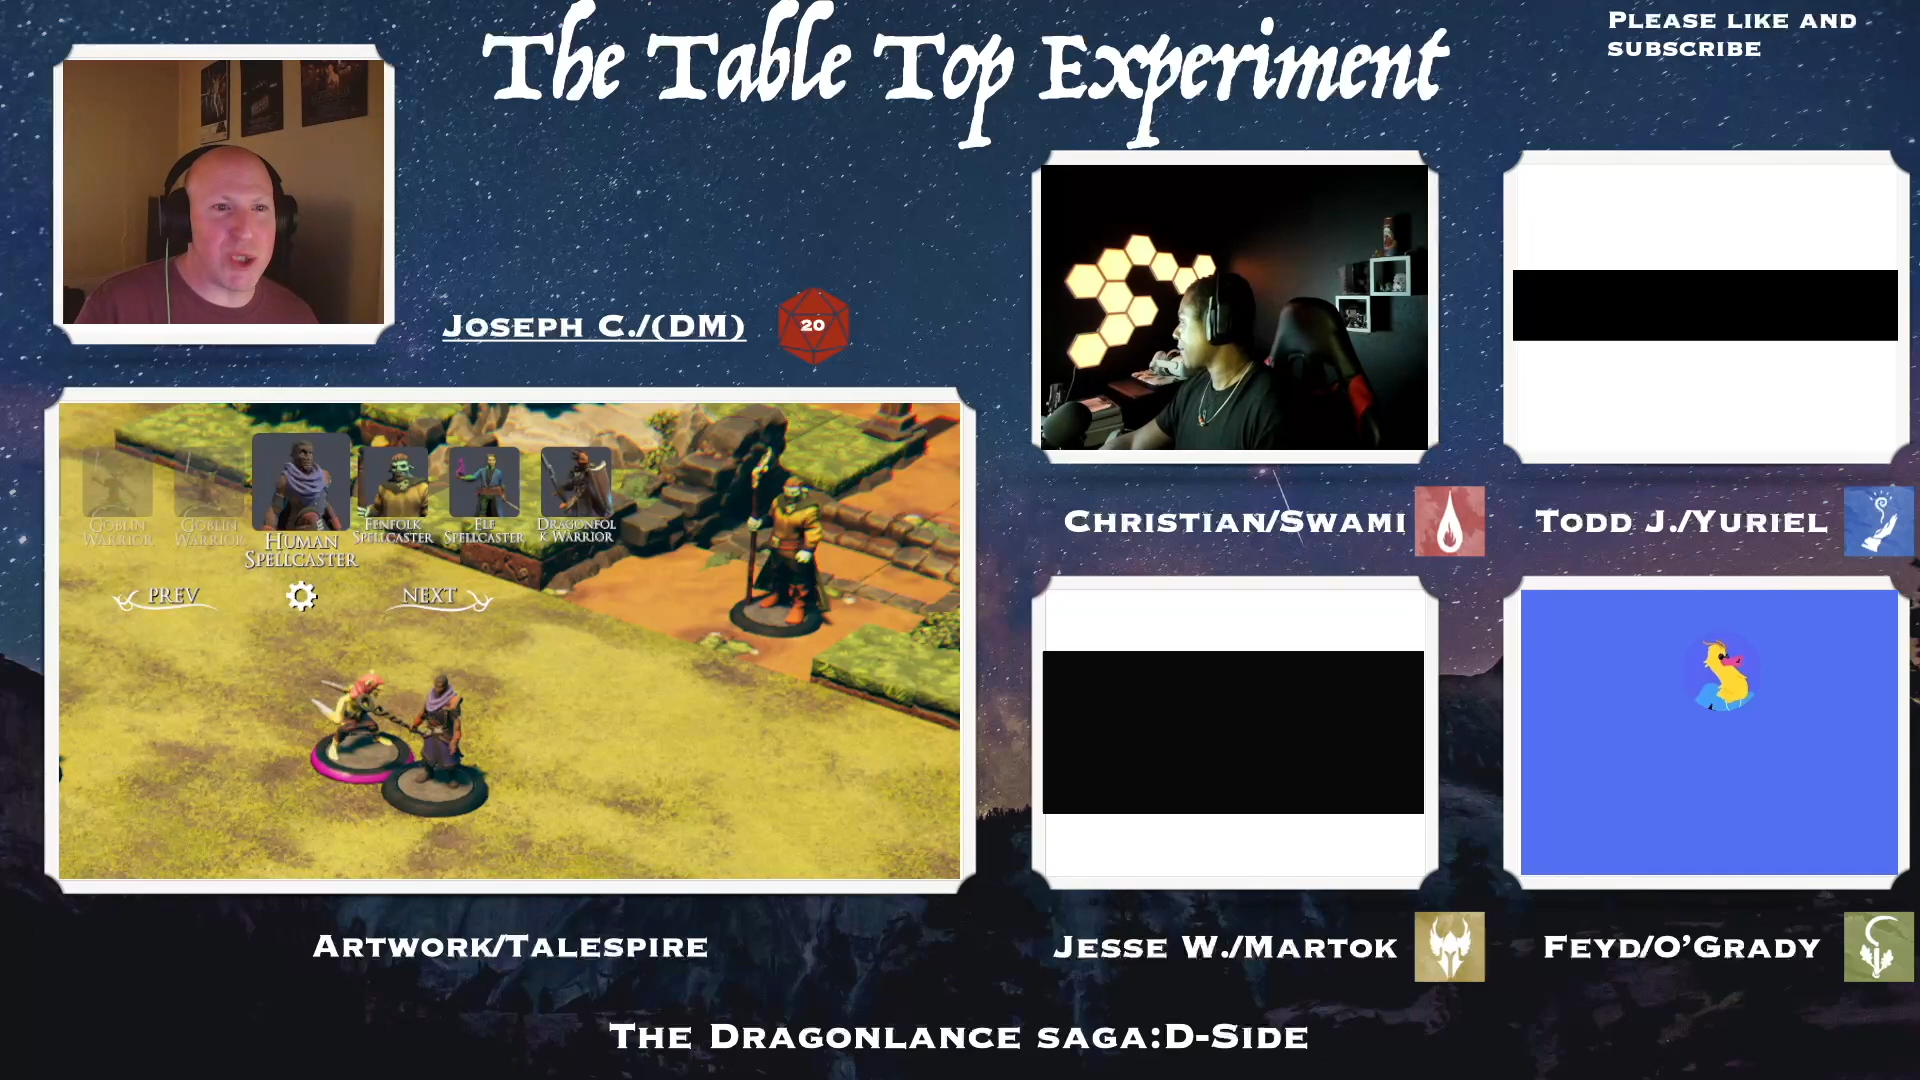 The Table Top Experiment
Please like and
subscribe
Joseph C./(DM)
20
Goblin
Warrior
Goblin
Warrior
Human
Spellcaster
Fenfolk
Spellcaster
Elf
Spellcaster
Dragonfol
k Warrior
PREV
NEXT
Christian/Swami
Todd J./Yuriel
Artwork/Talespire
Jesse W./Martok
Feyd/O'Grady
The Dragonlance saga:D-Side